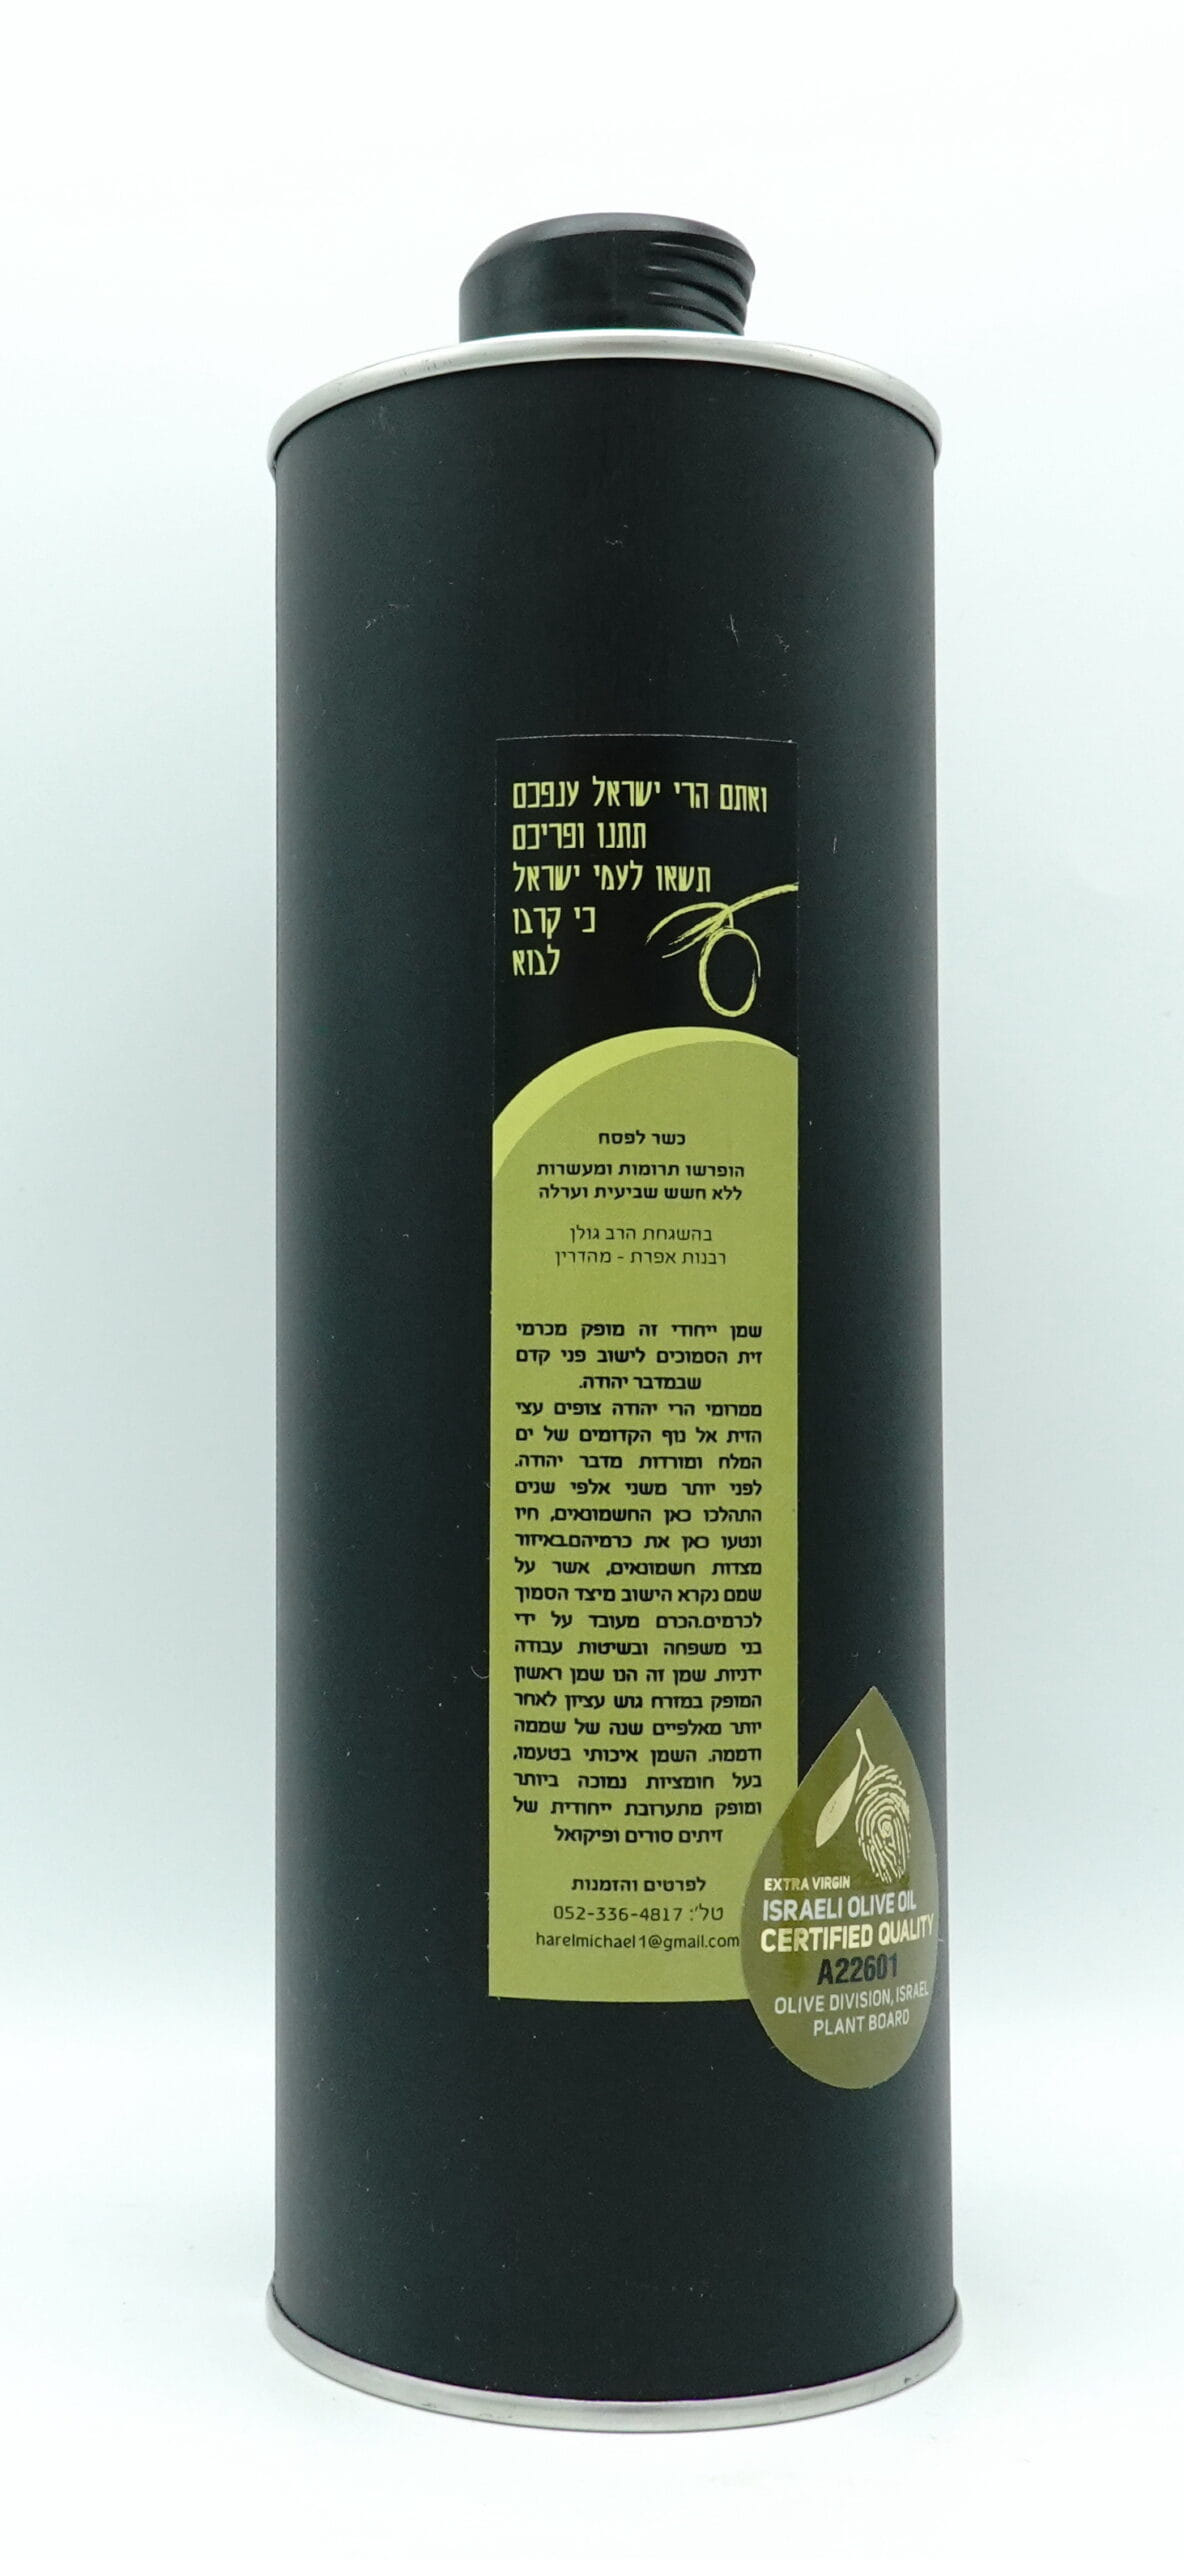 ואתם הרי ישראל ענפכם
תתנו ופריכם
תשאו לעמי ישראל
כי קרבו
לבוא
כשר לפסח
הופרשו תרומות ומעשרות
ללא חשש שביעית וערלה
בהשגחת הרב גולן
רבנות אפרת - מהדרין
שמן ייחודי זה מופק מכרמי
זית הסמוכים לישוב פני קדם
שבמדבר יהודה.
ממרומי הרי יהודה צופים עצי
הזית אל נוף הקדומים של ים
המלח ומורדות מדבר יהודה.
לפני יותר משני אלפי שנים
התהלכו כאן החשמונאים, חיו
ונטעו כאן את כרמיהם.באיזור
מצדות חשמונאים, אשר על
שמם נקרא הישוב מיצד הסמוך
לכרמים.הכרם מעובד על ידי
בני משפחה ובשיטות עבודה
ידניות. שמן זה הנו שמן ראשון
המופק במזרח גוש עציון לאחר
יותר מאלפיים שנה של שממה
ודממה. השמן איכותי בטעמו,
בעל חומציות נמוכה ביותר
ומופק מתערובת ייחודית של
זיתים סורים ופיקואל
לפרטים והזמנות
טל': 052-336-4817
harelmichael1@gmail.com
EXTRA VIRGIN
ISRAELI OLIVE OIL
CERTIFIED QUALITY
A22601
OLIVE DIVISION, ISRAEL
PLANT BOARD